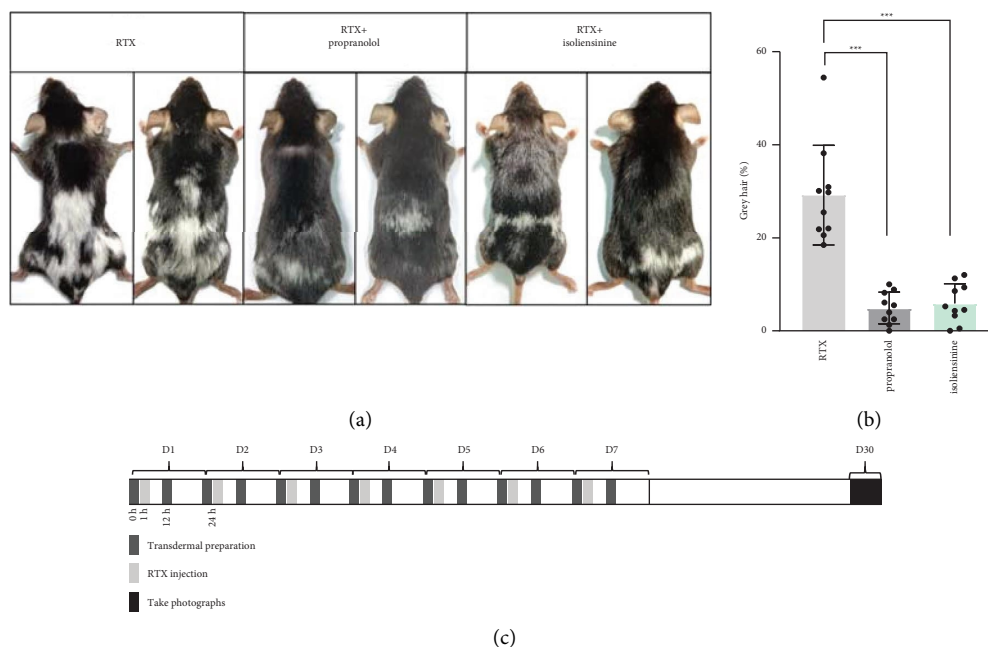 RTX
RTX+
propranolol
RTX+
isoliensinine
(a)
***
***
60
40
20
0
Grey hair (%)
RTX
propranolol
isoliensinine
(b)
D1
D2
D3
D4
D5
D6
D7
D30
0 h
1 h
12 h
24 h
Transdermal preparation
RTX injection
Take photographs
(c)